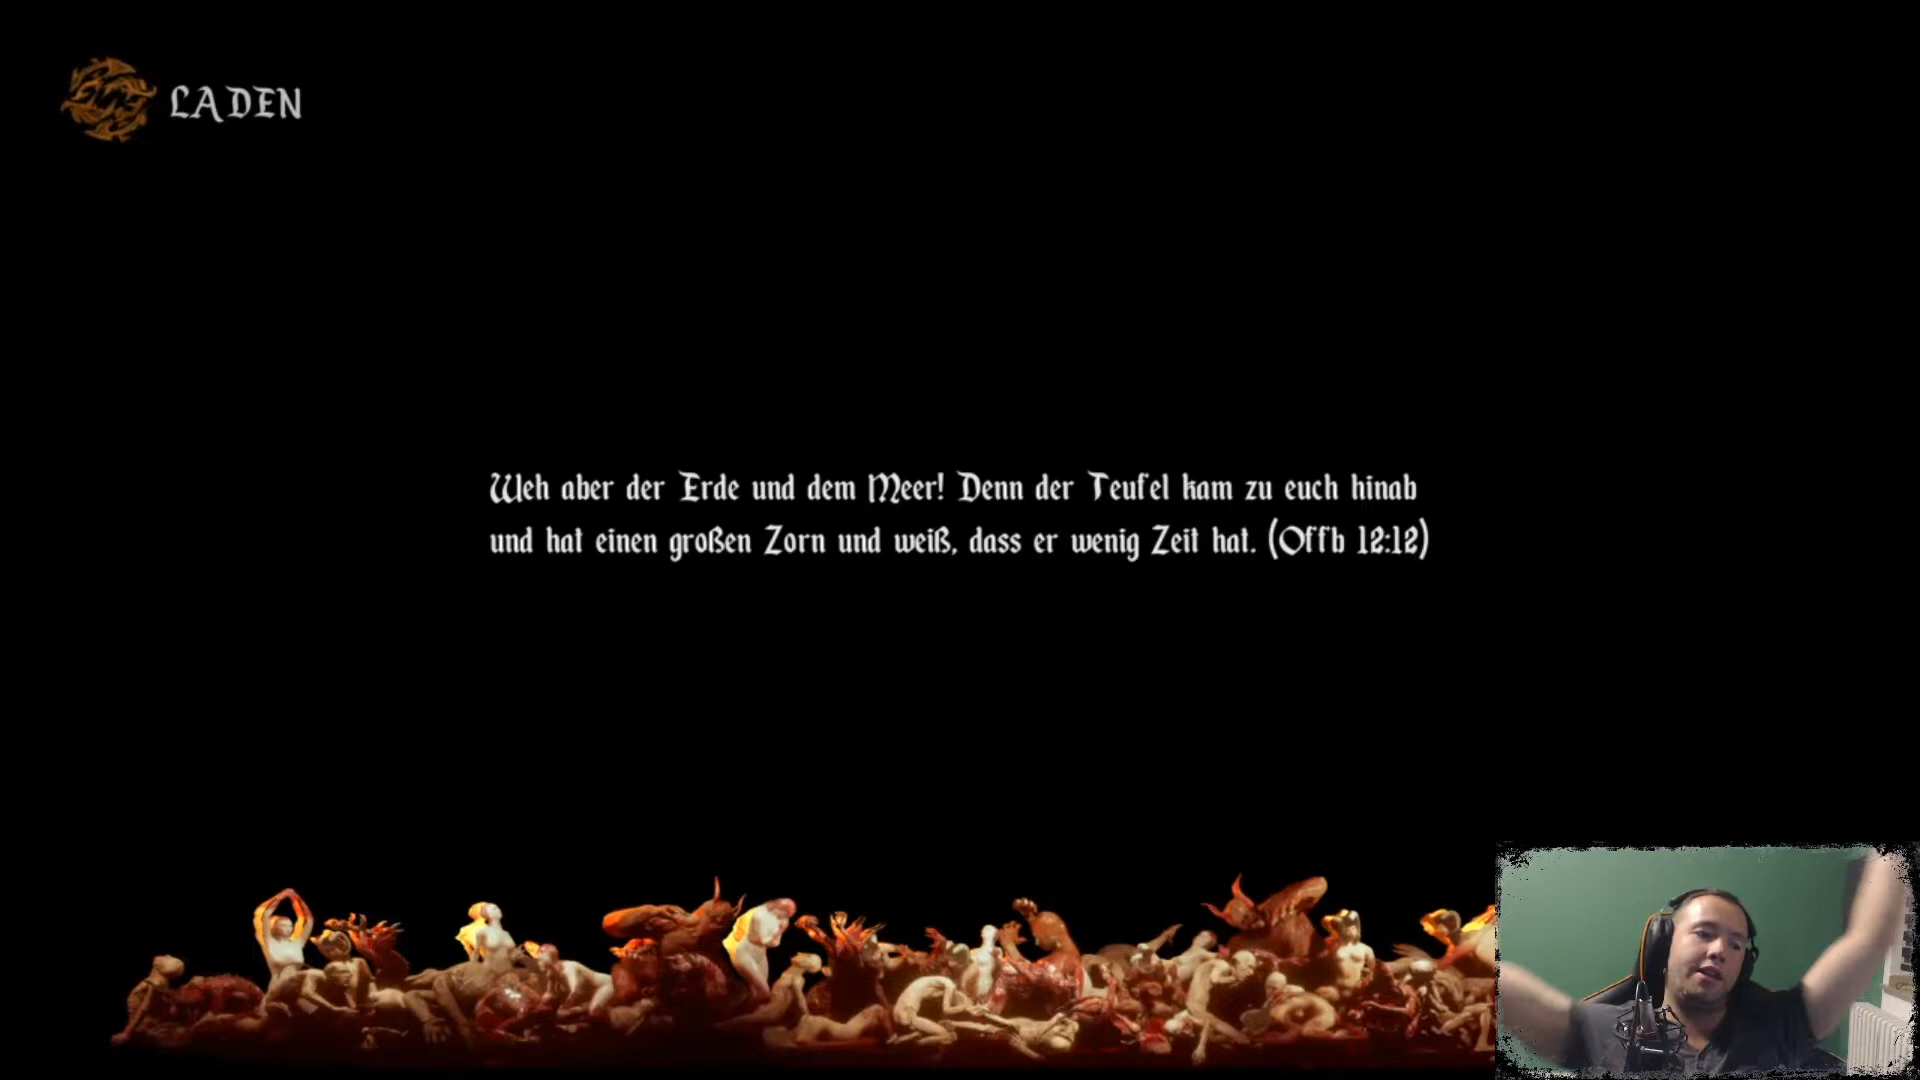 LADEN
Weh aber der Erde und dem Meer! Denn der Teufel kam zu euch hinab
und hat einen großen Zorn und weiß, dass er wenig Zeit hat. (Offb 12:12)